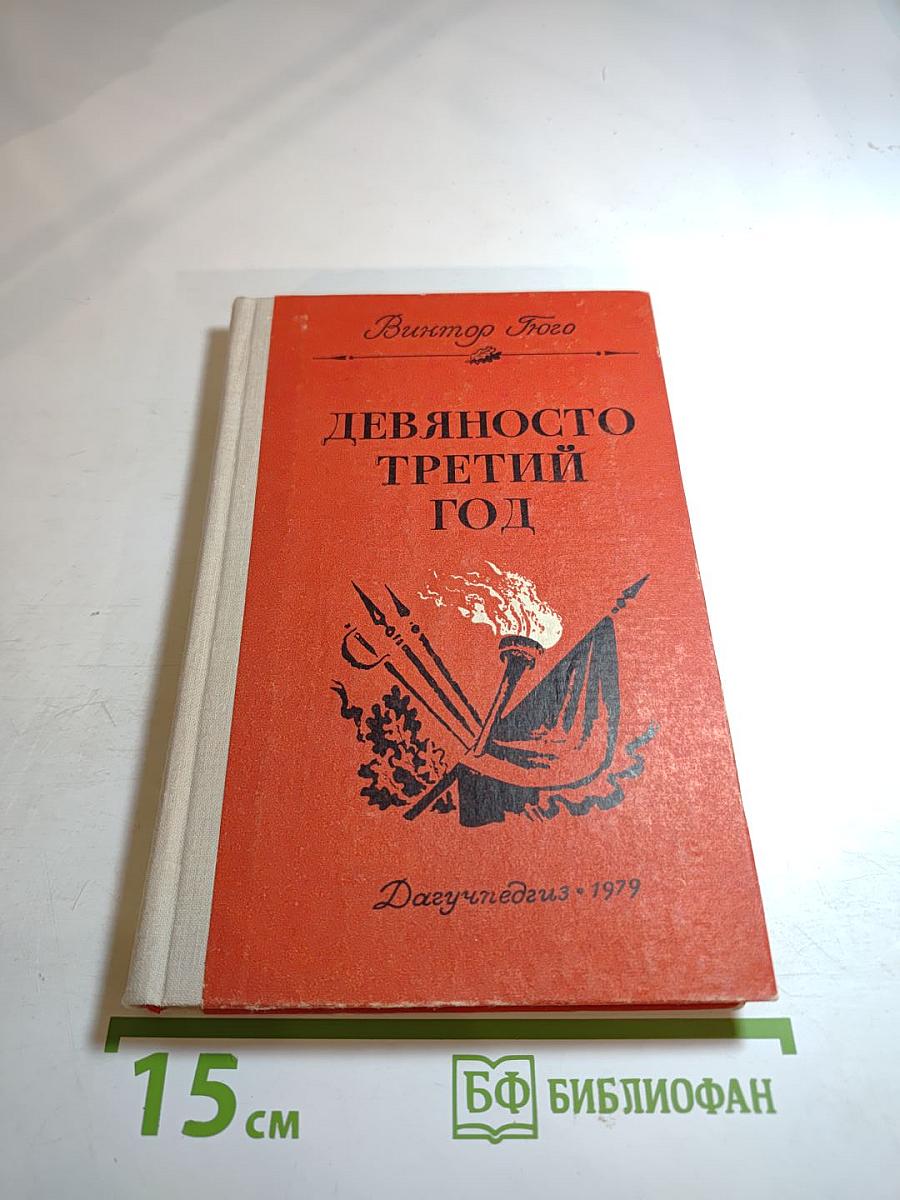 Виктор Гюго
ДЕВЯНОСТО
ТРЕТИЙ
ГОД
Дагучпедгиз • 1979
15 см
БФ БИБЛИОФАН